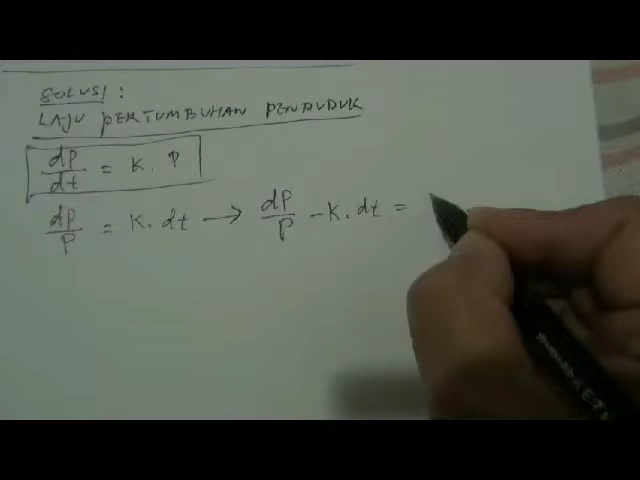 SOLUSI :
LAJU PERTUMBUHAN PENDUDUK
dP/dt = K. P
dP/P = K. dt → dP/P - K. dt =